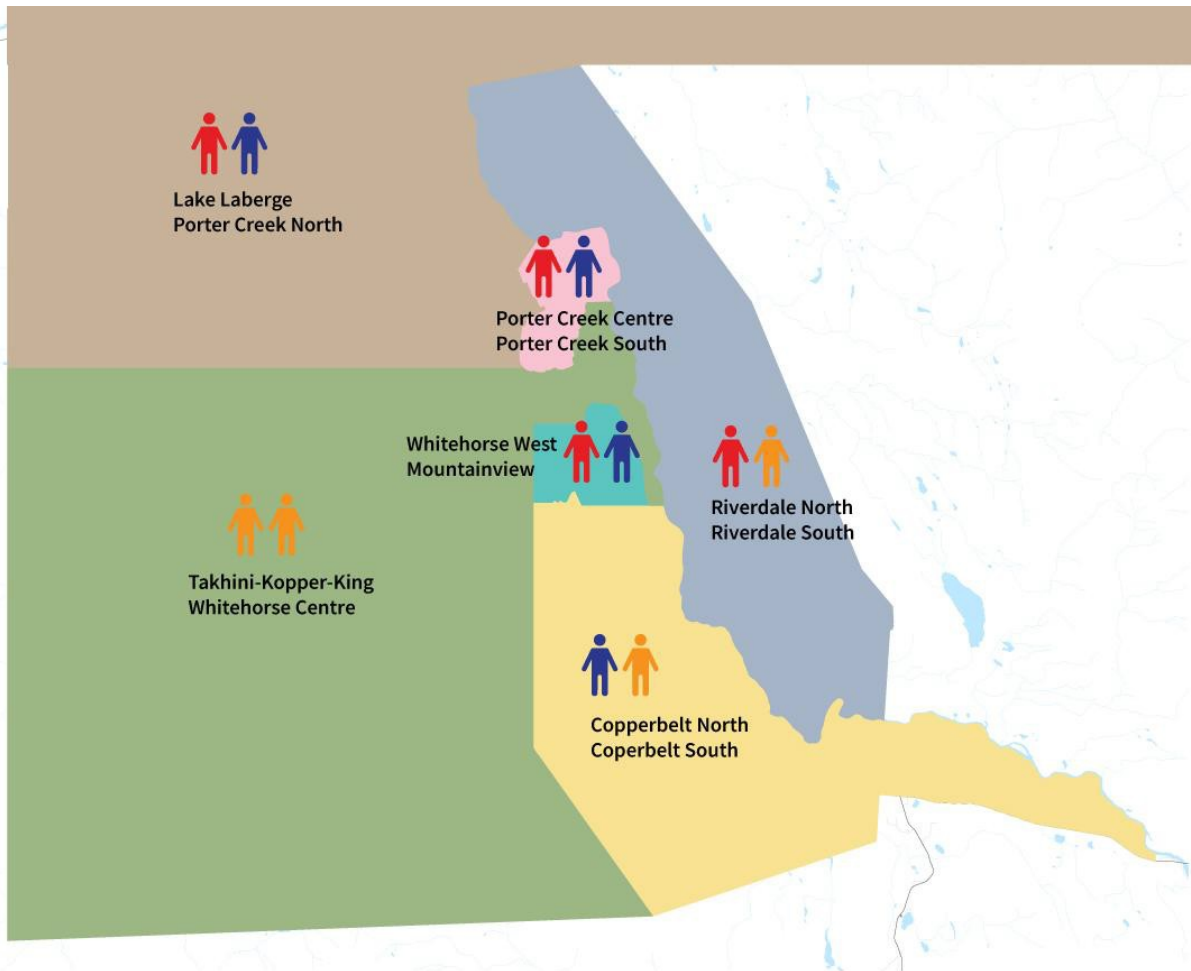 Lake Laberge
Porter Creek North
Porter Creek Centre
Porter Creek South
Whitehorse West
Mountainview
Riverdale North
Riverdale South
Takhini-Kopper-King
Whitehorse Centre
Copperbelt North
Coperbelt South